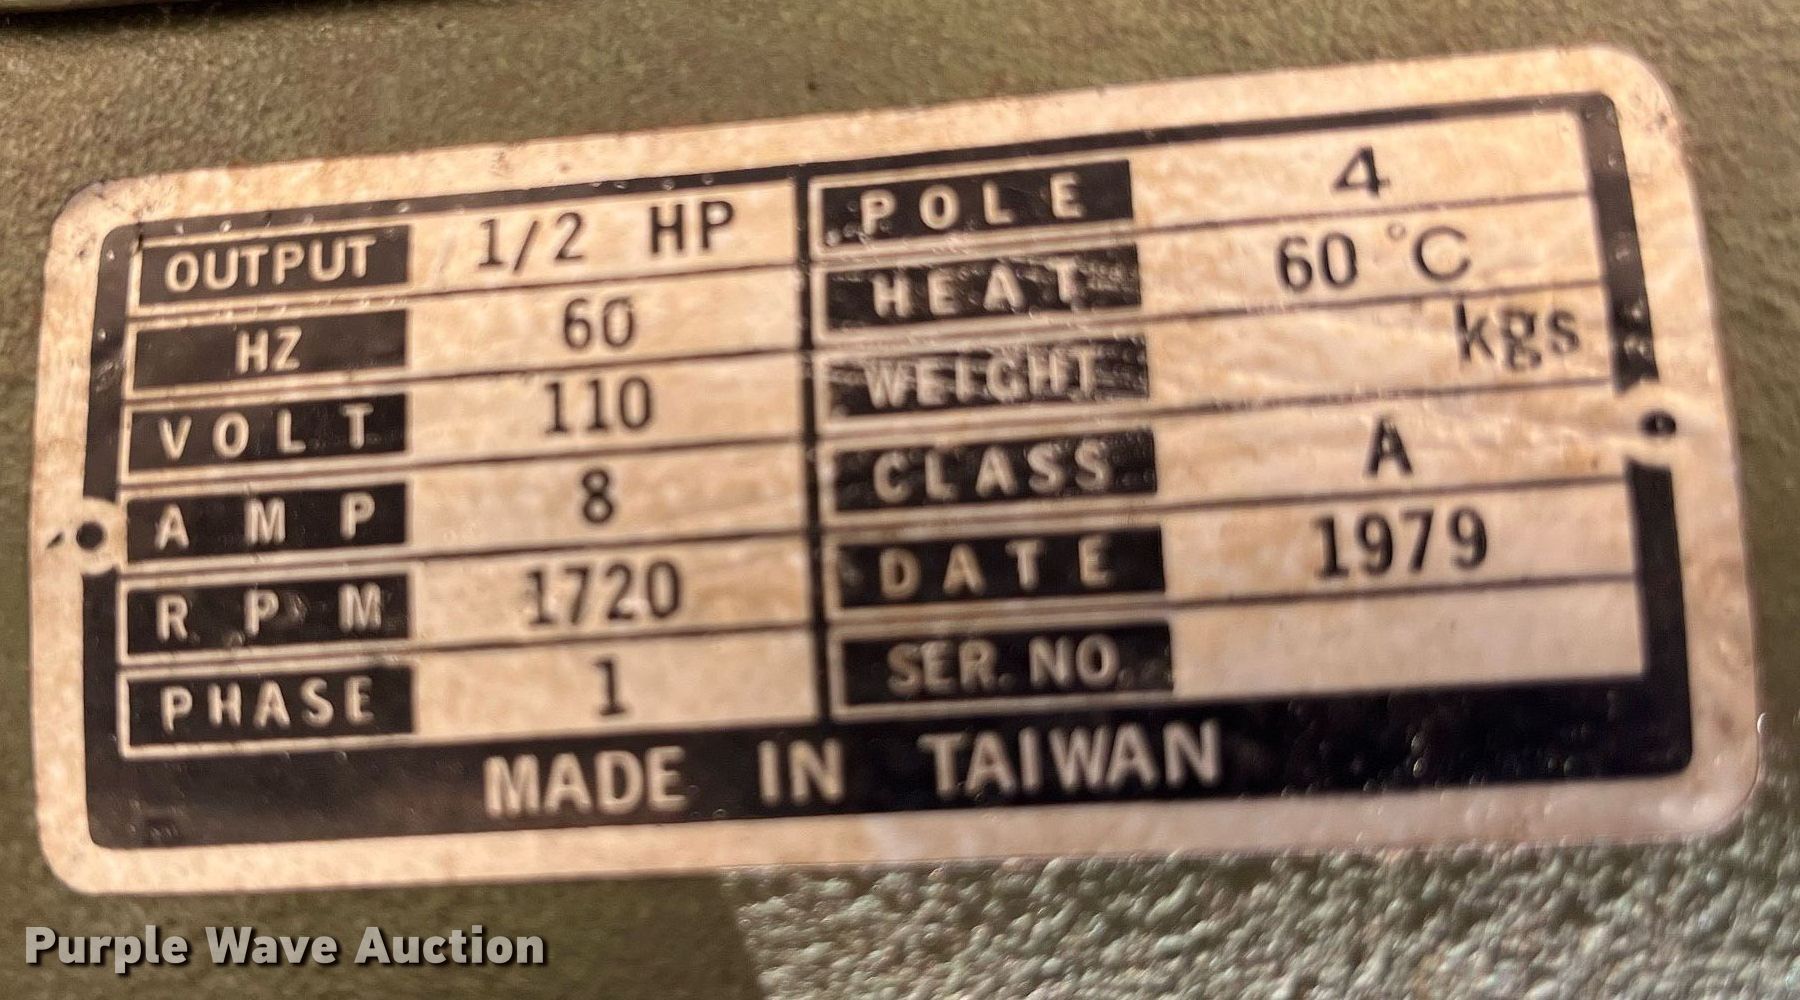 OUTPUT 1/2 HP
HZ 60
VOLT 110
AMP 8
RPM 1720
PHASE 1
POLE 4
HEAT 60 °C
WEIGHT kgs
CLASS A
DATE 1979
SER. NO.
MADE IN TAIWAN
Purple Wave Auction